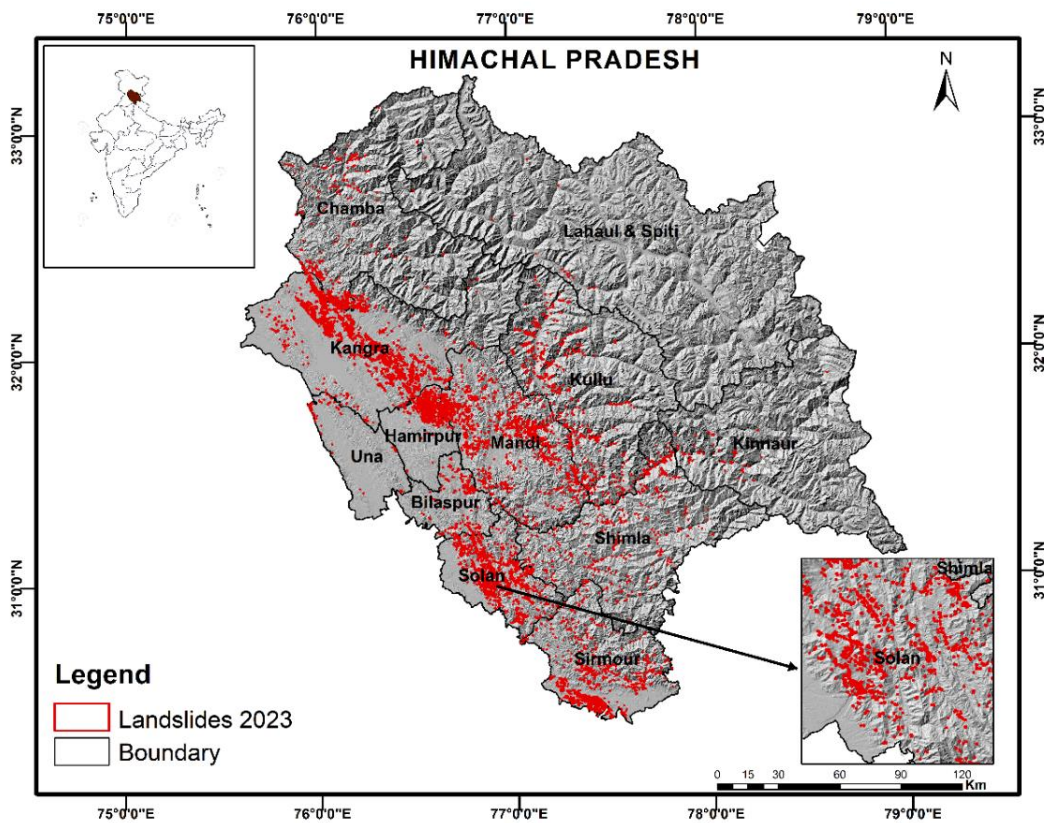 75°0'0"E 76°0'0"E 77°0'0"E 78°0'0"E 79°0'0"E
HIMACHAL PRADESH
N
33°0'0"N
33°0'0"N
Chamba
Lahaul & Spiti
32°0'0"N
32°0'0"N
Kangra
Kullu
Hamirpur
Mandi
Kinnaur
Una
Bilaspur
Shimla
31°0'0"N
31°0'0"N
Solan
Sirmour
Shimla
Solan
Legend
Landslides 2023
Boundary
0 15 30 60 90 120
Km
75°0'0"E 76°0'0"E 77°0'0"E 78°0'0"E 79°0'0"E